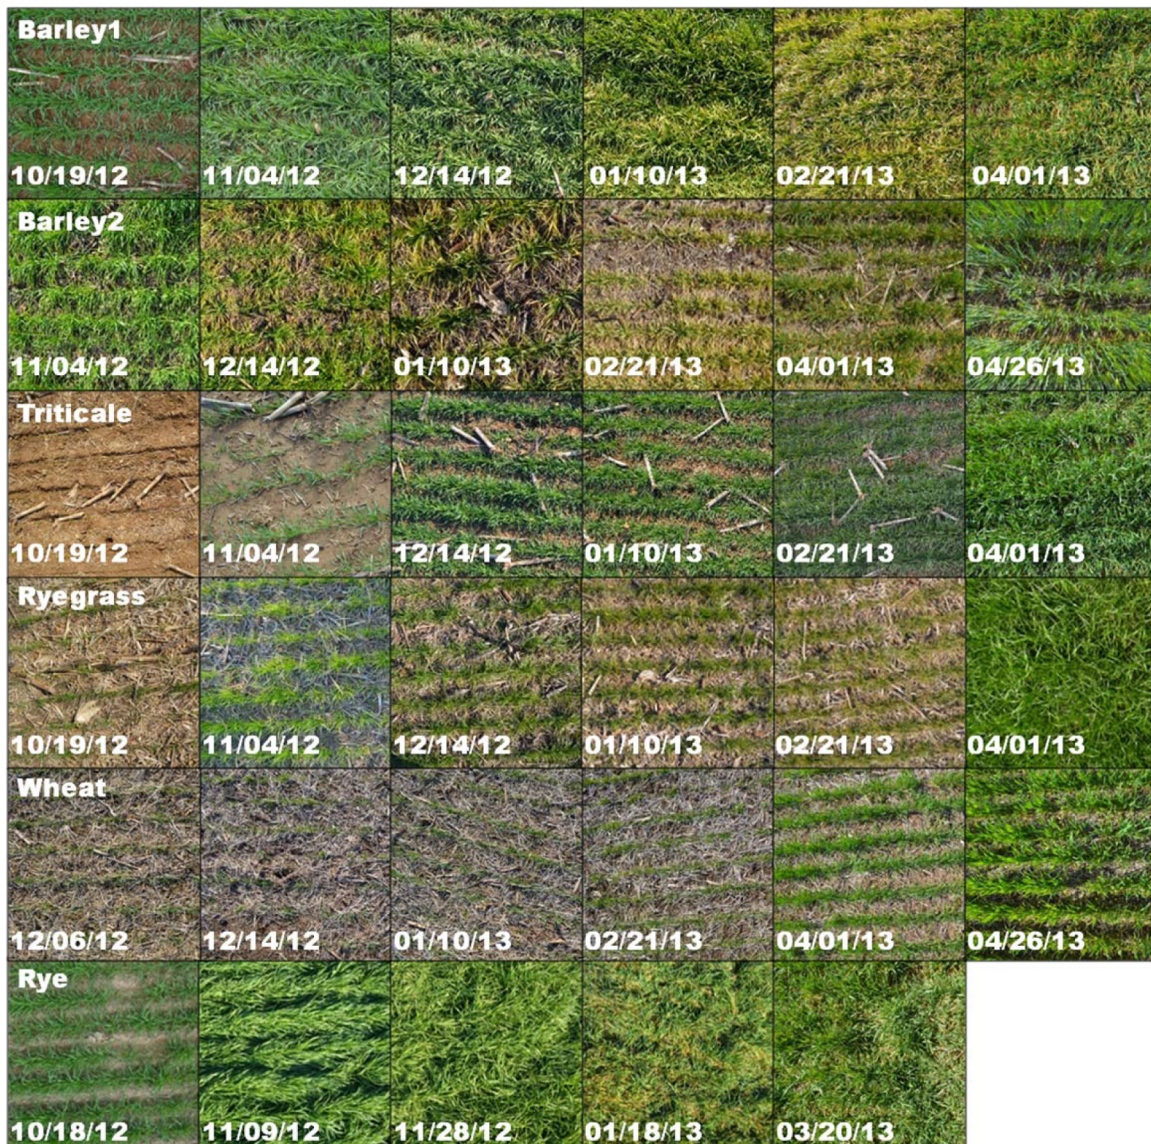 Barley1
10/19/12 11/04/12 12/14/12 01/10/13 02/21/13 04/01/13
Barley2
11/04/12 12/14/12 01/10/13 02/21/13 04/01/13 04/26/13
Triticale
10/19/12 11/04/12 12/14/12 01/10/13 02/21/13 04/01/13
Ryegrass
10/19/12 11/04/12 12/14/12 01/10/13 02/21/13 04/01/13
Wheat
12/06/12 12/14/12 01/10/13 02/21/13 04/01/13 04/26/13
Rye
10/18/12 11/09/12 11/28/12 01/18/13 03/20/13